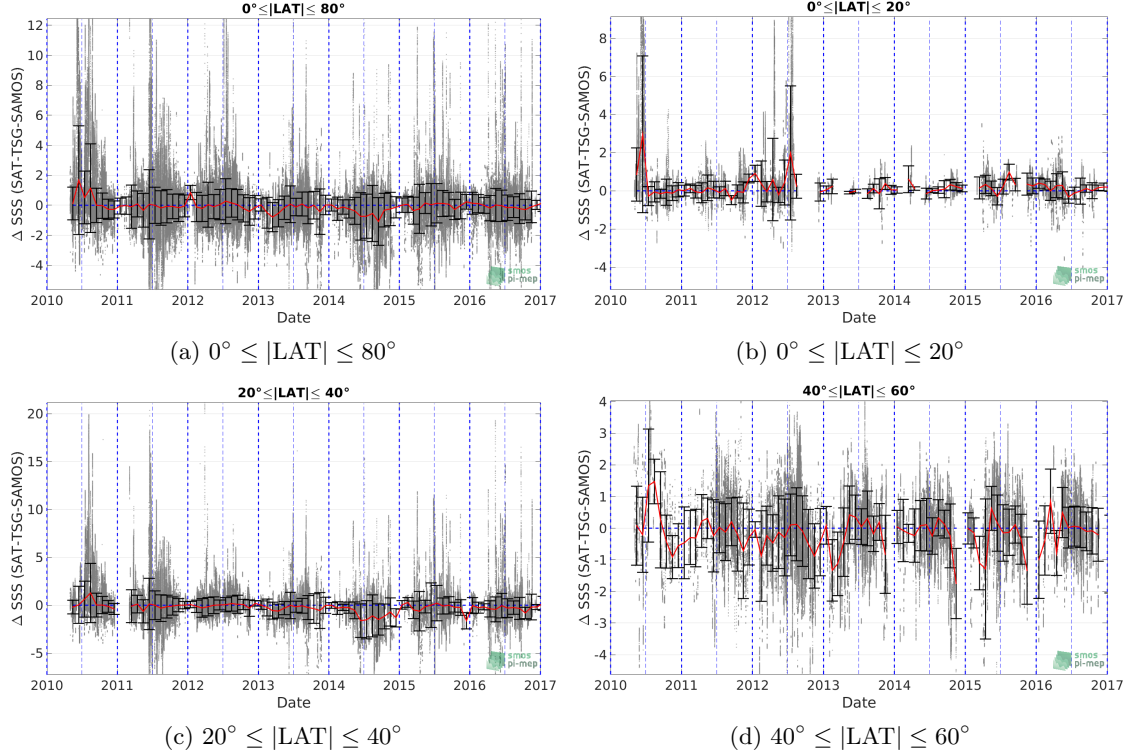 0°≤|LAT|≤ 80°
12
10
8
6
4
2
0
-2
-4
Δ SSS (SAT-TSG-SAMOS)
2010 2011 2012 2013 2014 2015 2016 2017
Date
smos
pi-mep
(a) 0° ≤ |LAT| ≤ 80°
0°≤|LAT|≤ 20°
8
6
4
2
0
-2
-4
Δ SSS (SAT-TSG-SAMOS)
2010 2011 2012 2013 2014 2015 2016 2017
Date
smos
pi-mep
(b) 0° ≤ |LAT| ≤ 20°
20°≤|LAT|≤ 40°
20
15
10
5
0
-5
Δ SSS (SAT-TSG-SAMOS)
2010 2011 2012 2013 2014 2015 2016 2017
Date
smos
pi-mep
(c) 20° ≤ |LAT| ≤ 40°
40°≤|LAT|≤ 60°
4
3
2
1
0
-1
-2
-3
-4
Δ SSS (SAT-TSG-SAMOS)
2010 2011 2012 2013 2014 2015 2016 2017
Date
smos
pi-mep
(d) 40° ≤ |LAT| ≤ 60°